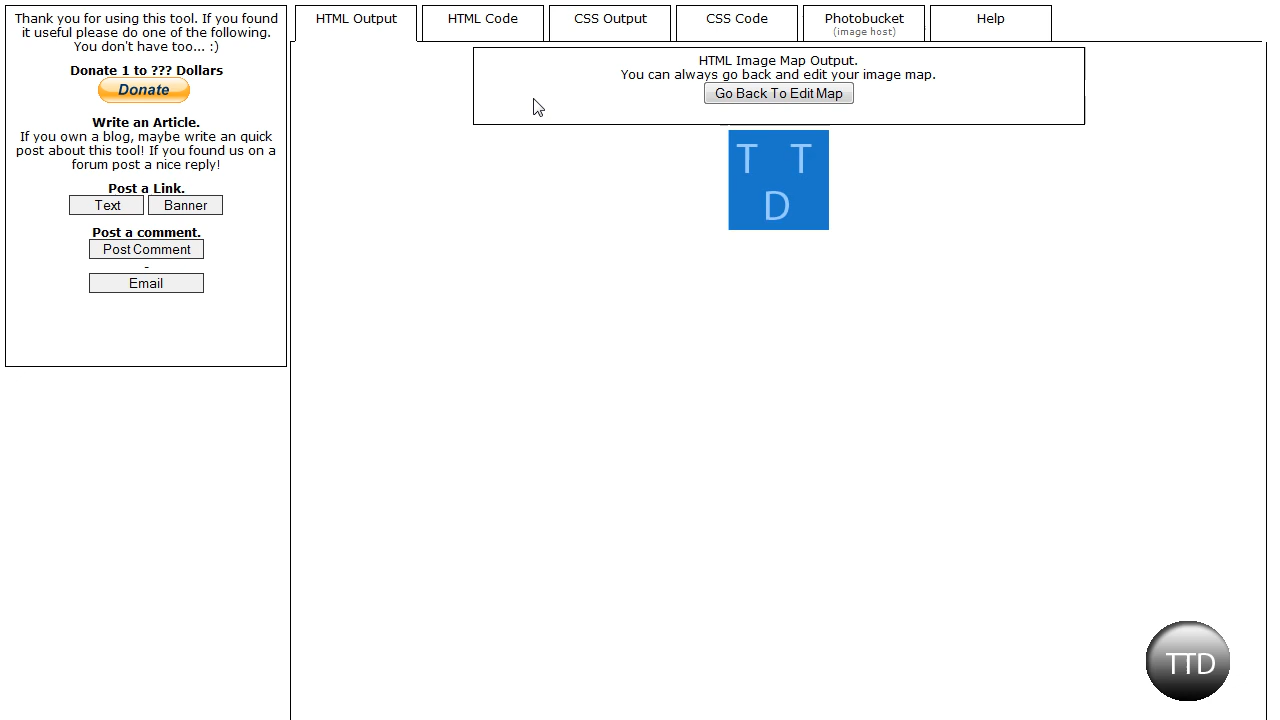 Thank you for using this tool. If you found
it useful please do one of the following.
You don't have too... :)
Donate 1 to ??? Dollars
Donate
Write an Article.
If you own a blog, maybe write an quick
post about this tool! If you found us on a
forum post a nice reply!
Post a Link.
Text Banner
Post a comment.
Post Comment
-
Email
HTML Output HTML Code CSS Output CSS Code Photobucket Help
(image host)
HTML Image Map Output.
You can always go back and edit your image map.
Go Back To Edit Map
T T
D
TTD